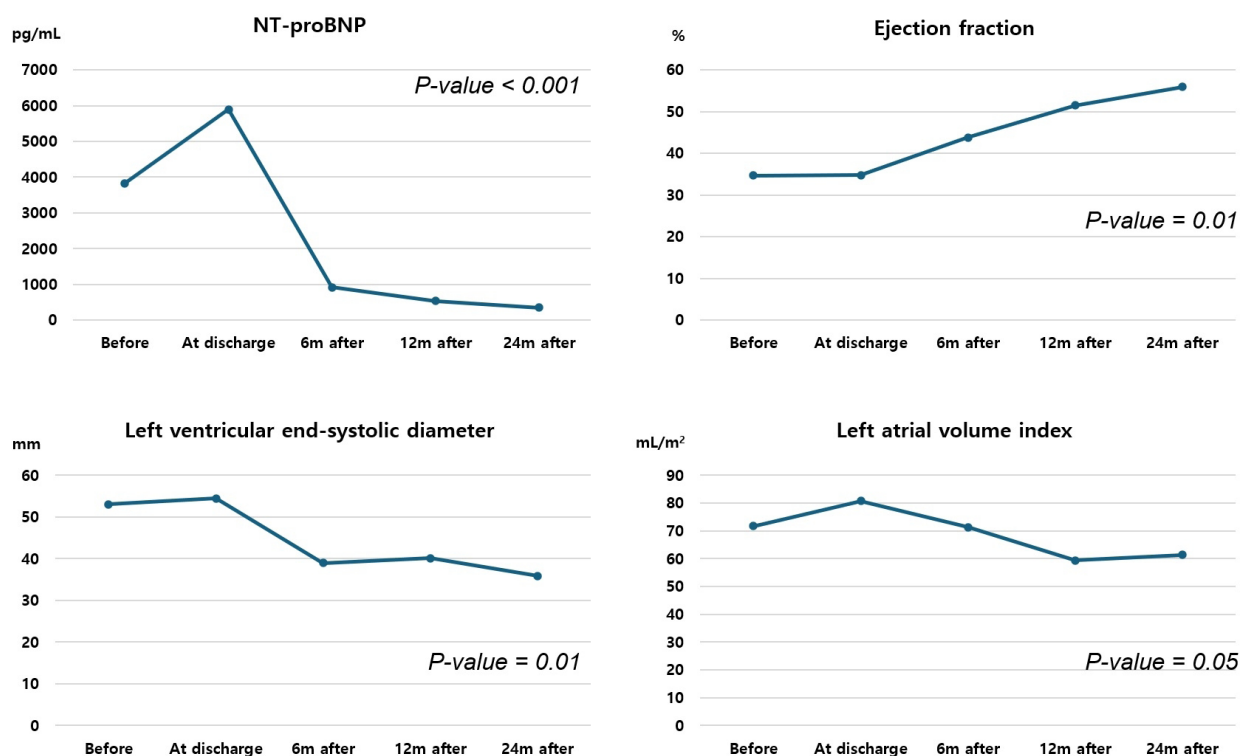 NT-proBNP
pg/mL
P-value < 0.001
7000
6000
5000
4000
3000
2000
1000
0
Before At discharge 6m after 12m after 24m after
Ejection fraction
%
60
50
40
30
20
10
0
P-value = 0.01
Before At discharge 6m after 12m after 24m after
Left ventricular end-systolic diameter
mm
60
50
40
30
20
10
0
P-value = 0.01
Before At discharge 6m after 12m after 24m after
Left atrial volume index
mL/m²
90
80
70
60
50
40
30
20
10
0
P-value = 0.05
Before At discharge 6m after 12m after 24m after